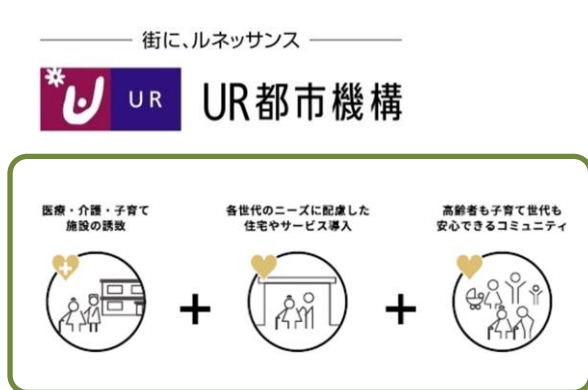 街に、ルネッサンス
UR
UR都市機構
医療・介護・子育て
施設の誘致
各世代のニーズに配慮した
住宅やサービス導入
高齢者も子育て世代も
安心できるコミュニティ
+
+